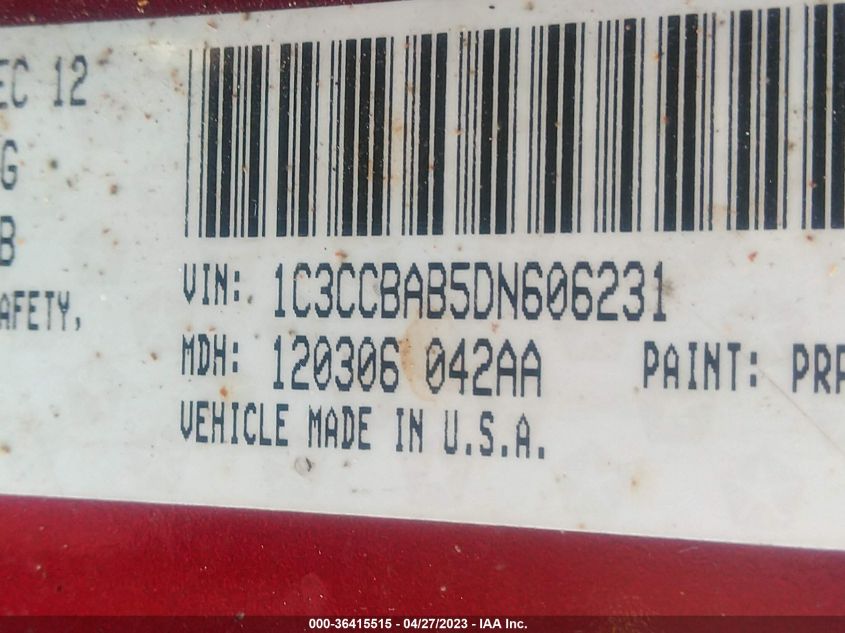 EC 12
G
B
AFETY,
VIN: 1C3CCBAB5DN606231
MDH: 120306 042AA PAINT: PRP
VEHICLE MADE IN U.S.A.
000-36415515 - 04/27/2023 - IAA Inc.